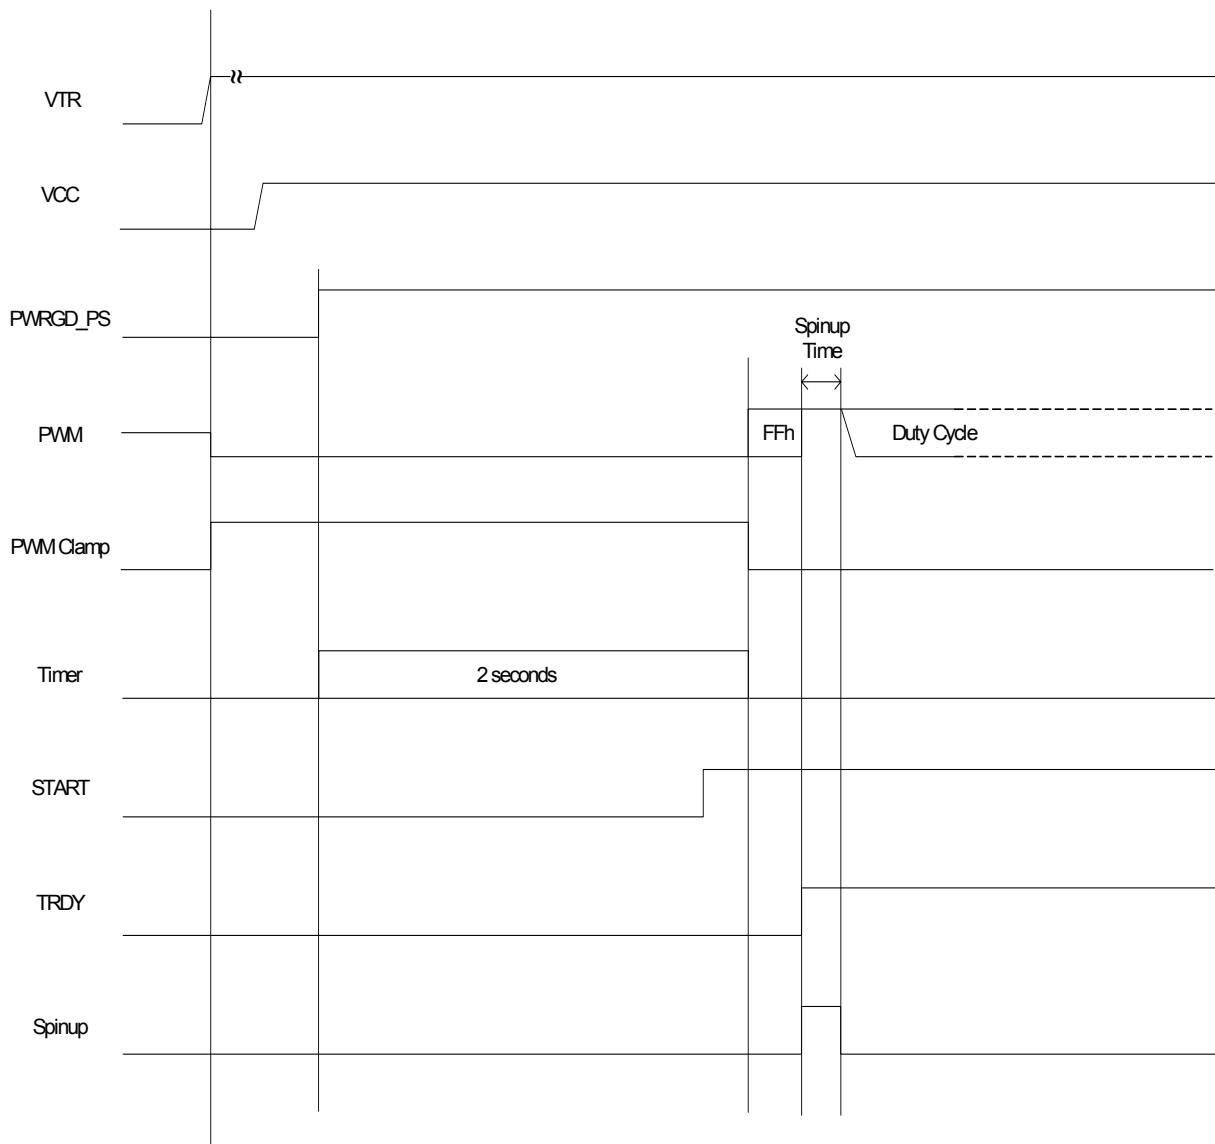 VTR
VCC
PWRGD_PS
Spinup
Time
PWM
FFh
Duty Cycle
PWM Clamp
Timer
2 seconds
START
TRDY
Spinup